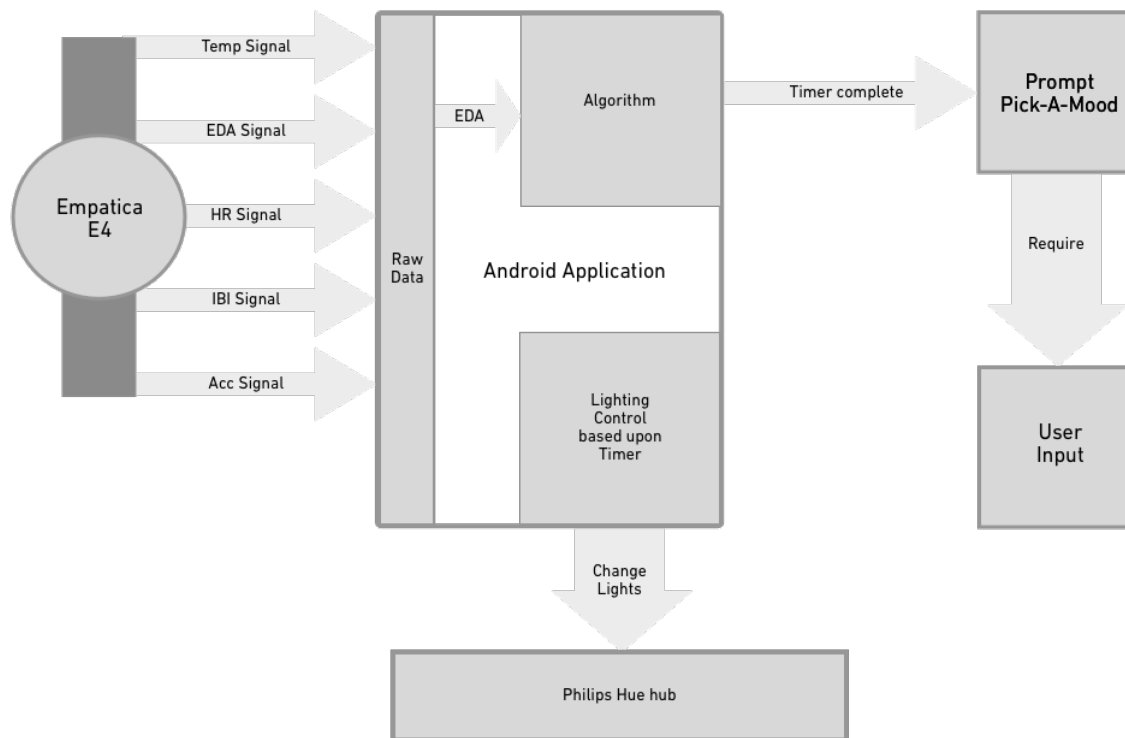 Temp Signal
EDA Signal
HR Signal
IBI Signal
Acc Signal
Empatica
E4
Raw
Data
EDA
Algorithm
Android Application
Lighting
Control
based upon
Timer
Timer complete
Prompt
Pick-A-Mood
Require
User
Input
Change
Lights
Philips Hue hub